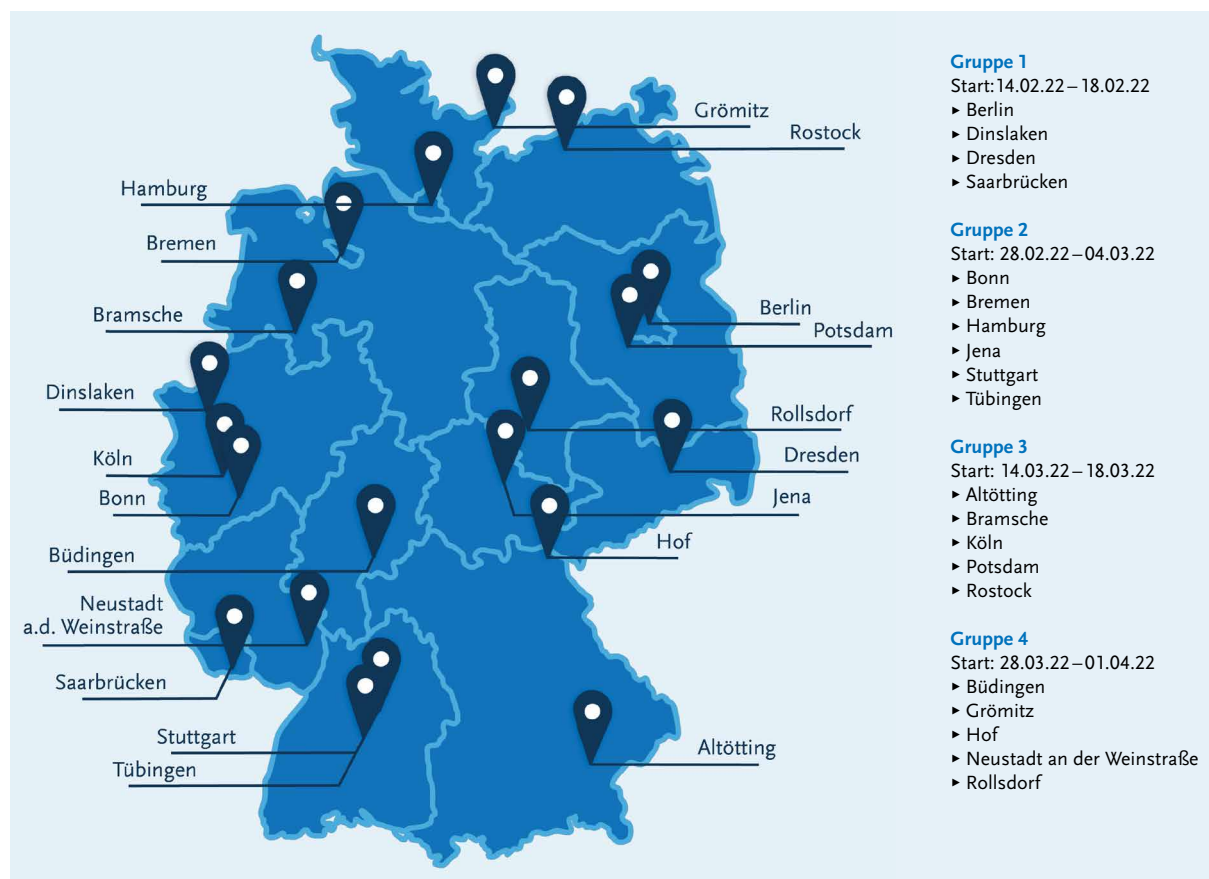 Grömitz
Rostock
Hamburg
Bremen
Bramsche
Berlin
Potsdam
Dinslaken
Rollsdorf
Köln
Dresden
Bonn
Jena
Büdingen
Hof
Neustadt
a.d. Weinstraße
Saarbrücken
Stuttgart
Tübingen
Altötting
Gruppe 1
Start:14.02.22–18.02.22
▸ Berlin
▸ Dinslaken
▸ Dresden
▸ Saarbrücken
Gruppe 2
Start: 28.02.22–04.03.22
▸ Bonn
▸ Bremen
▸ Hamburg
▸ Jena
▸ Stuttgart
▸ Tübingen
Gruppe 3
Start: 14.03.22–18.03.22
▸ Altötting
▸ Bramsche
▸ Köln
▸ Potsdam
▸ Rostock
Gruppe 4
Start: 28.03.22–01.04.22
▸ Büdingen
▸ Grömitz
▸ Hof
▸ Neustadt an der Weinstraße
▸ Rollsdorf